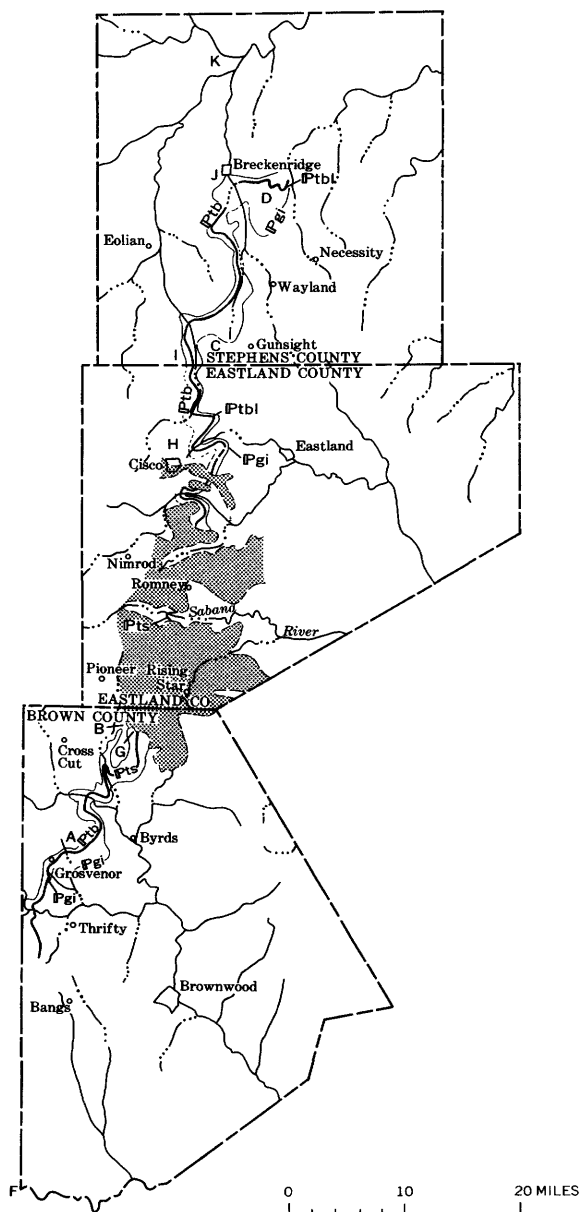 K
Breckenridge
J
ℙtbl
D
ℙtb
ℙgi
Eolian
Necessity
Wayland
C
Gunsight
I
STEPHENS COUNTY
EASTLAND COUNTY
ℙtb
ℙtbl
H
ℙgi
Eastland
Cisco
Nimrod
Romney
Sabana
River
ℙts
Pioneer
Rising
Star
EASTLAND CO.
BROWN COUNTY
B
G
Cross
Cut
ℙts
A
ℙtb
Byrds
ℙgi
Grosvenor
ℙgi
Thrifty
Brownwood
Bangs
F
0 10 20 MILES